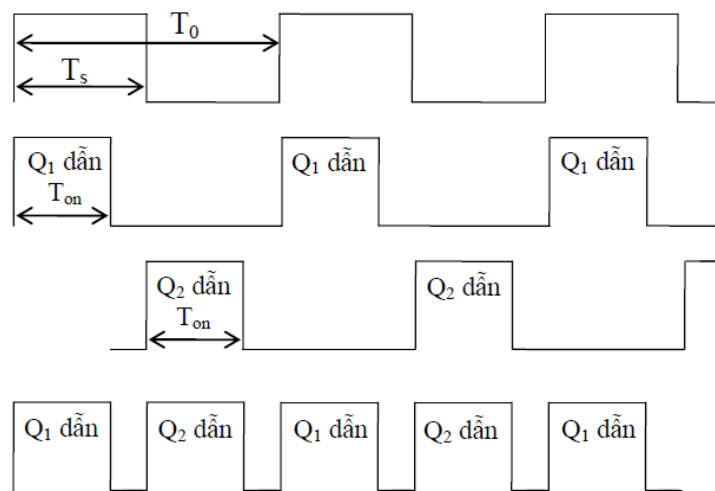 T₀
Tₛ
Q₁ dẫn Q₁ dẫn Q₁ dẫn
Tₒₙ
Q₂ dẫn Q₂ dẫn
Tₒₙ
Q₁ dẫn Q₂ dẫn Q₁ dẫn Q₂ dẫn Q₁ dẫn